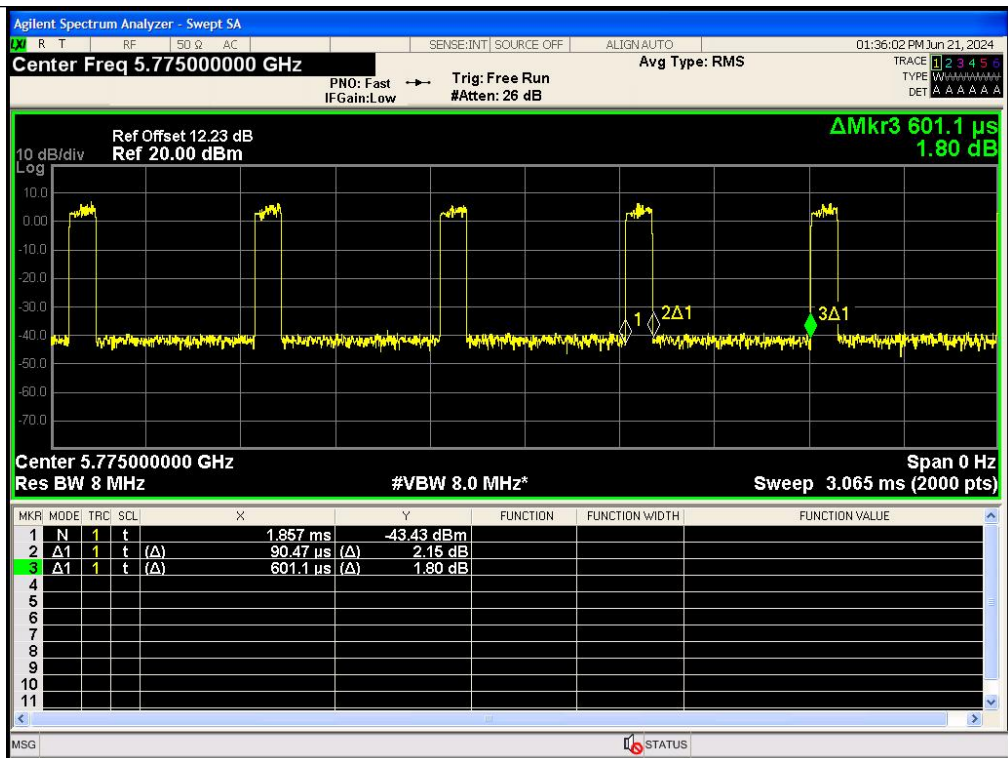 Agilent Spectrum Analyzer - Swept SA
LXI R T RF 50 Ω AC SENSE:INT SOURCE OFF ALIGN AUTO 01:36:02 PM Jun 21, 2024
Center Freq 5.775000000 GHz
PNO: Fast
IFGain:Low
Trig: Free Run
#Atten: 26 dB
Avg Type: RMS
TRACE 1 2 3 4 5 6
TYPE W
DET A A A A A A
ΔMkr3 601.1 µs
1.80 dB
Ref Offset 12.23 dB
10 dB/div Ref 20.00 dBm
Log
10.0
0.00
-10.0
-20.0
-30.0
-40.0
-50.0
-60.0
-70.0
1 2Δ1 3Δ1
Center 5.775000000 GHz Span 0 Hz
Res BW 8 MHz #VBW 8.0 MHz* Sweep 3.065 ms (2000 pts)
MKR MODE TRC SCL X Y FUNCTION FUNCTION WIDTH FUNCTION VALUE
1 N 1 t 1.857 ms -43.43 dBm
2 Δ1 1 t (Δ) 90.47 µs (Δ) 2.15 dB
3 Δ1 1 t (Δ) 601.1 µs (Δ) 1.80 dB
4
5
6
7
8
9
10
11
MSG STATUS